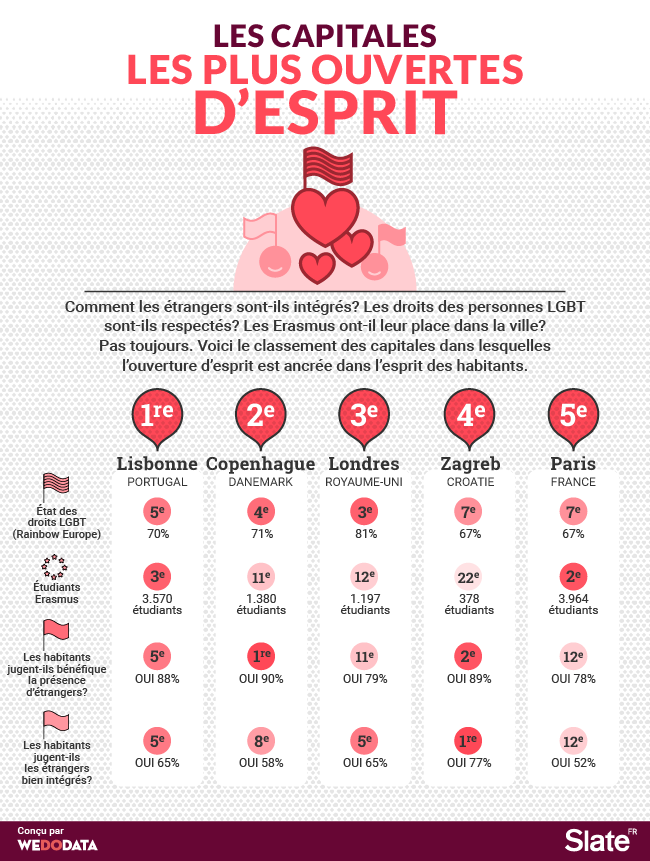 LES CAPITALES
LES PLUS OUVERTES
D'ESPRIT
Comment les étrangers sont-ils intégrés? Les droits des personnes LGBT
sont-ils respectés? Les Erasmus ont-il leur place dans la ville?
Pas toujours. Voici le classement des capitales dans lesquelles
l'ouverture d'esprit est ancrée dans l'esprit des habitants.
1re 2e 3e 4e 5e
Lisbonne Copenhague Londres Zagreb Paris
PORTUGAL DANEMARK ROYAUME-UNI CROATIE FRANCE
État des
droits LGBT
(Rainbow Europe)
5e 4e 3e 7e 7e
70% 71% 81% 67% 67%
Étudiants
Erasmus
3e 11e 12e 22e 2e
3.570 1.380 1.197 378 3.964
étudiants étudiants étudiants étudiants étudiants
Les habitants
jugent-ils bénéfique
la présence
d'étrangers?
5e 1re 11e 2e 12e
OUI 88% OUI 90% OUI 79% OUI 89% OUI 78%
Les habitants
jugent-ils
les étrangers
bien intégrés?
5e 8e 5e 1re 12e
OUI 65% OUI 58% OUI 65% OUI 77% OUI 52%
Conçu par
WEDODATA
Slate FR